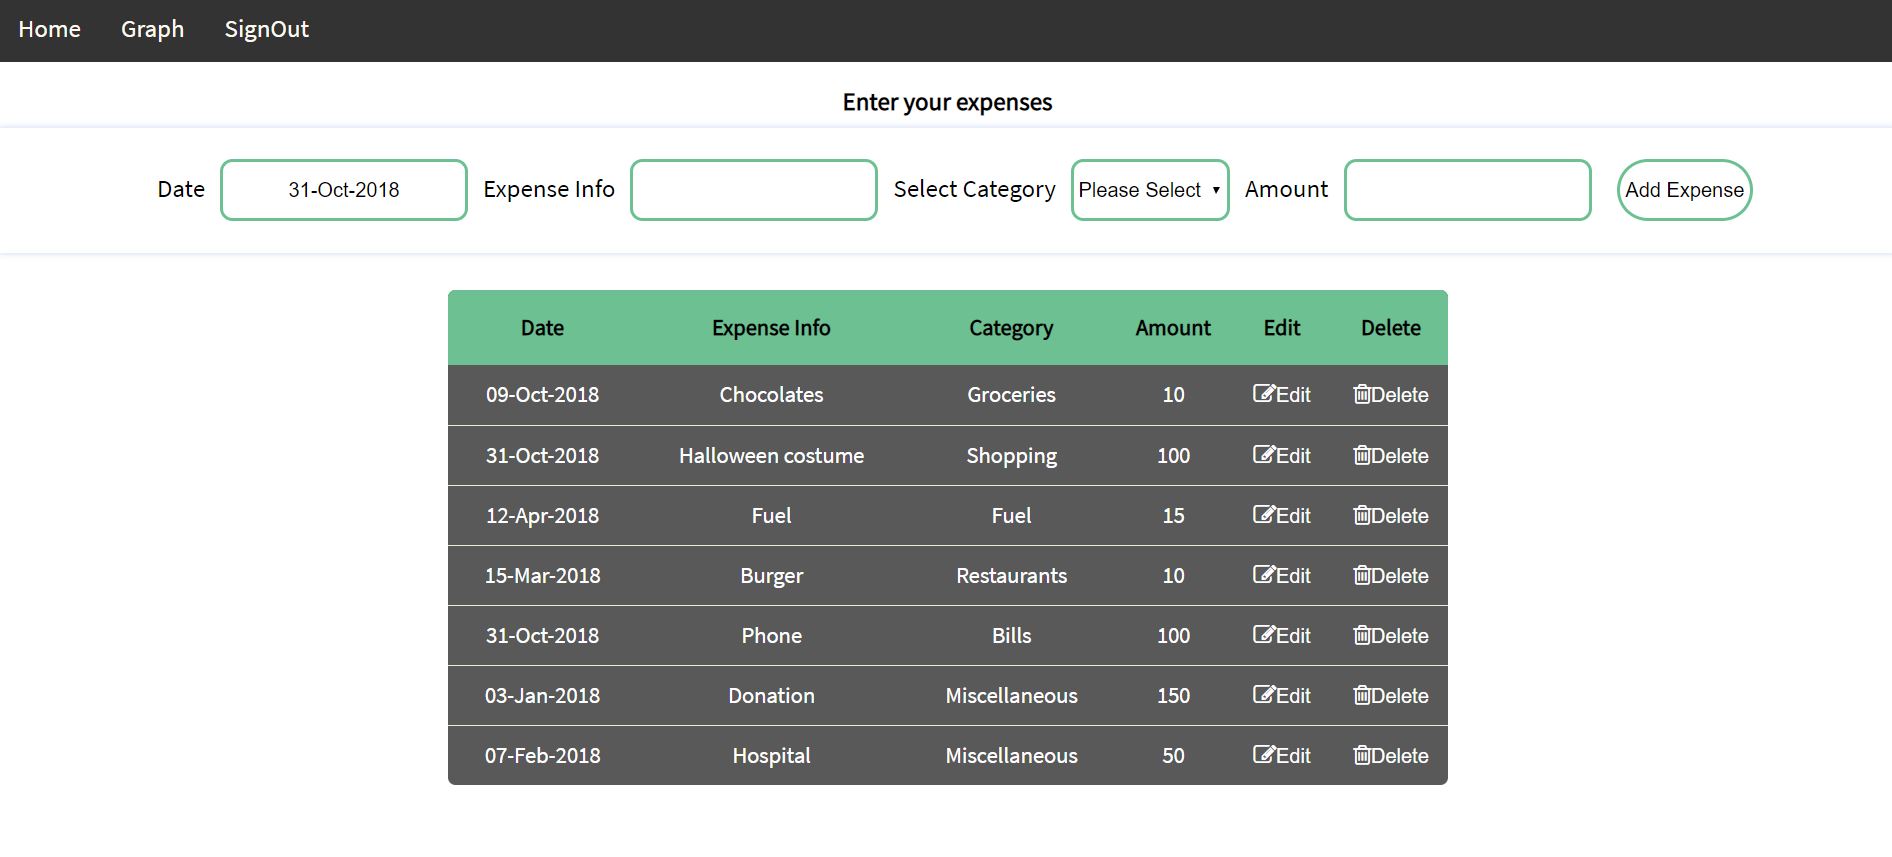 Home Graph SignOut
Enter your expenses
Date 31-Oct-2018 Expense Info Select Category Please Select Amount Add Expense
Date Expense Info Category Amount Edit Delete
09-Oct-2018 Chocolates Groceries 10 Edit Delete
31-Oct-2018 Halloween costume Shopping 100 Edit Delete
12-Apr-2018 Fuel Fuel 15 Edit Delete
15-Mar-2018 Burger Restaurants 10 Edit Delete
31-Oct-2018 Phone Bills 100 Edit Delete
03-Jan-2018 Donation Miscellaneous 150 Edit Delete
07-Feb-2018 Hospital Miscellaneous 50 Edit Delete